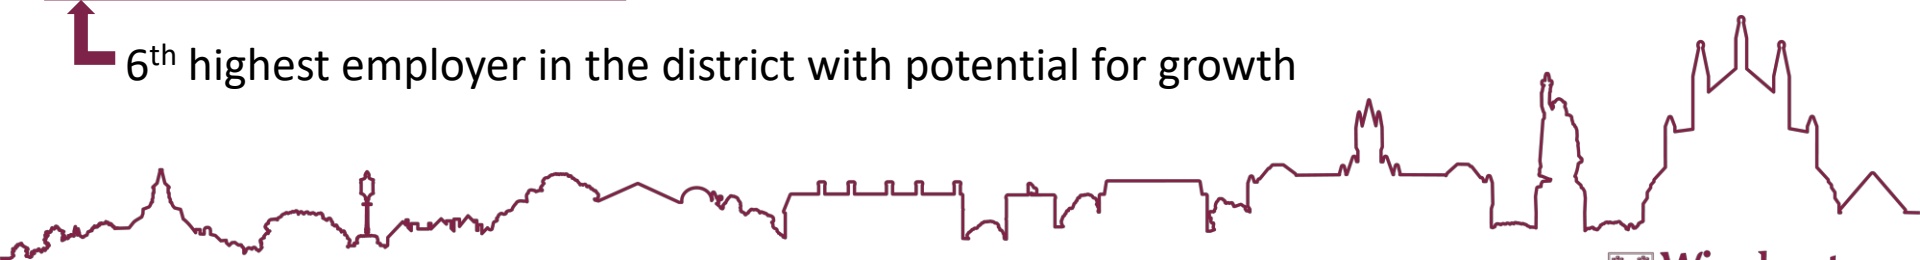 6th highest employer in the district with potential for growth